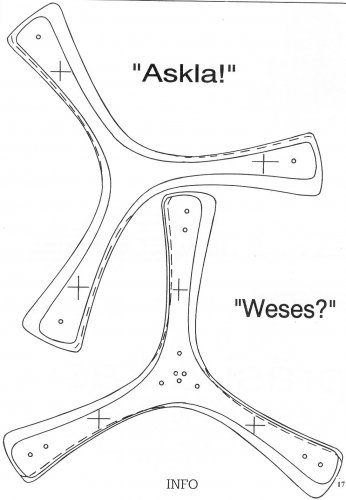 "Askla!"
"Weses?"
INFO
17